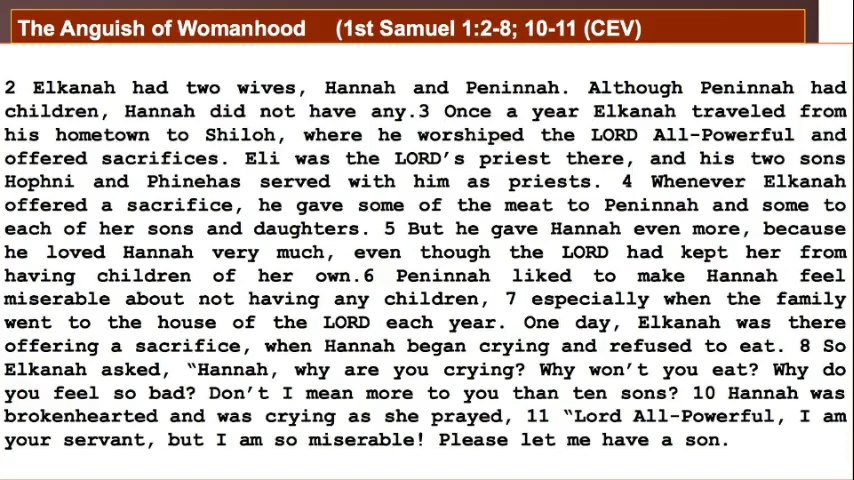 The Anguish of Womanhood (1st Samuel 1:2-8; 10-11 (CEV)
2 Elkanah had two wives, Hannah and Peninnah. Although Peninnah had
children, Hannah did not have any.3 Once a year Elkanah traveled from
his hometown to Shiloh, where he worshiped the LORD All-Powerful and
offered sacrifices. Eli was the LORD’s priest there, and his two sons
Hophni and Phinehas served with him as priests. 4 Whenever Elkanah
offered a sacrifice, he gave some of the meat to Peninnah and some to
each of her sons and daughters. 5 But he gave Hannah even more, because
he loved Hannah very much, even though the LORD had kept her from
having children of her own.6 Peninnah liked to make Hannah feel
miserable about not having any children, 7 especially when the family
went to the house of the LORD each year. One day, Elkanah was there
offering a sacrifice, when Hannah began crying and refused to eat. 8 So
Elkanah asked, “Hannah, why are you crying? Why won’t you eat? Why do
you feel so bad? Don’t I mean more to you than ten sons? 10 Hannah was
brokenhearted and was crying as she prayed, 11 “Lord All-Powerful, I am
your servant, but I am so miserable! Please let me have a son.